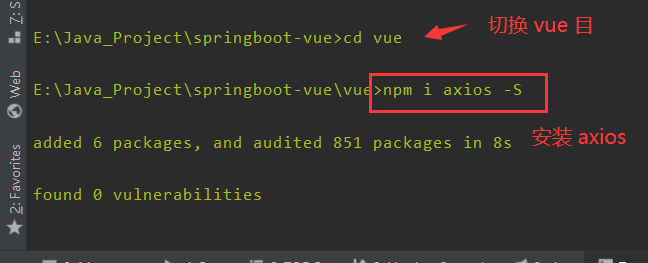 E:\Java_Project\springboot-vue>cd vue
切换 vue 目
E:\Java_Project\springboot-vue\vue>npm i axios -S
安装 axios
added 6 packages, and audited 851 packages in 8s
found 0 vulnerabilities
Web
2: Favorites